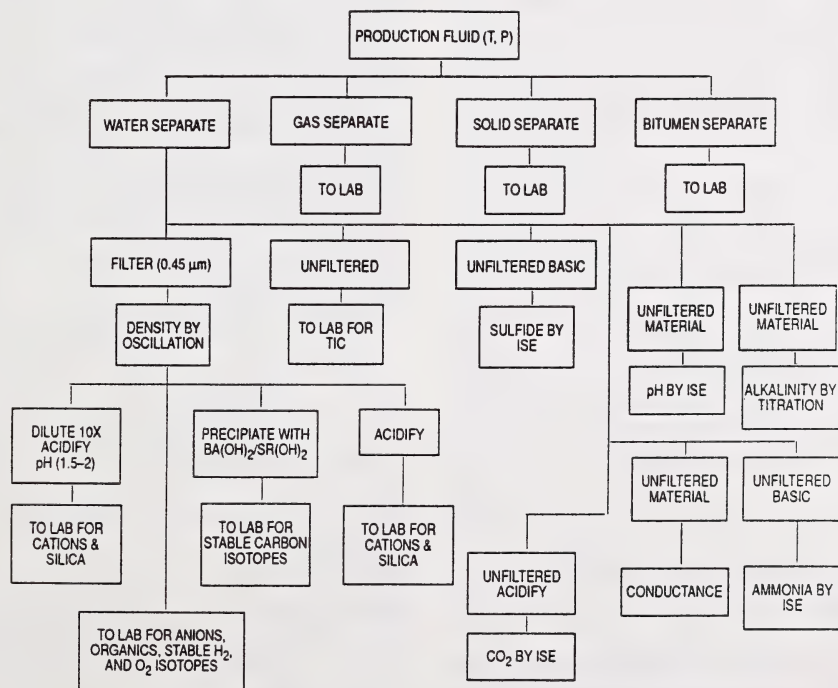 PRODUCTION FLUID (T, P)
WATER SEPARATE
GAS SEPARATE
SOLID SEPARATE
BITUMEN SEPARATE
TO LAB
TO LAB
TO LAB
FILTER (0.45 µm)
UNFILTERED
UNFILTERED BASIC
UNFILTERED
MATERIAL
UNFILTERED
MATERIAL
DENSITY BY
OSCILLATION
TO LAB FOR
TIC
SULFIDE BY
ISE
pH BY ISE
ALKALINITY BY
TITRATION
DILUTE 10X
ACIDIFY
pH (1.5–2)
PRECIPIATE WITH
BA(OH)2/SR(OH)2
ACIDIFY
UNFILTERED
MATERIAL
UNFILTERED
BASIC
TO LAB FOR
CATIONS &
SILICA
TO LAB FOR
STABLE CARBON
ISOTOPES
TO LAB FOR
CATIONS &
SILICA
UNFILTERED
ACIDIFY
CONDUCTANCE
AMMONIA BY
ISE
TO LAB FOR ANIONS,
ORGANICS, STABLE H2,
AND O2 ISOTOPES
CO2 BY ISE